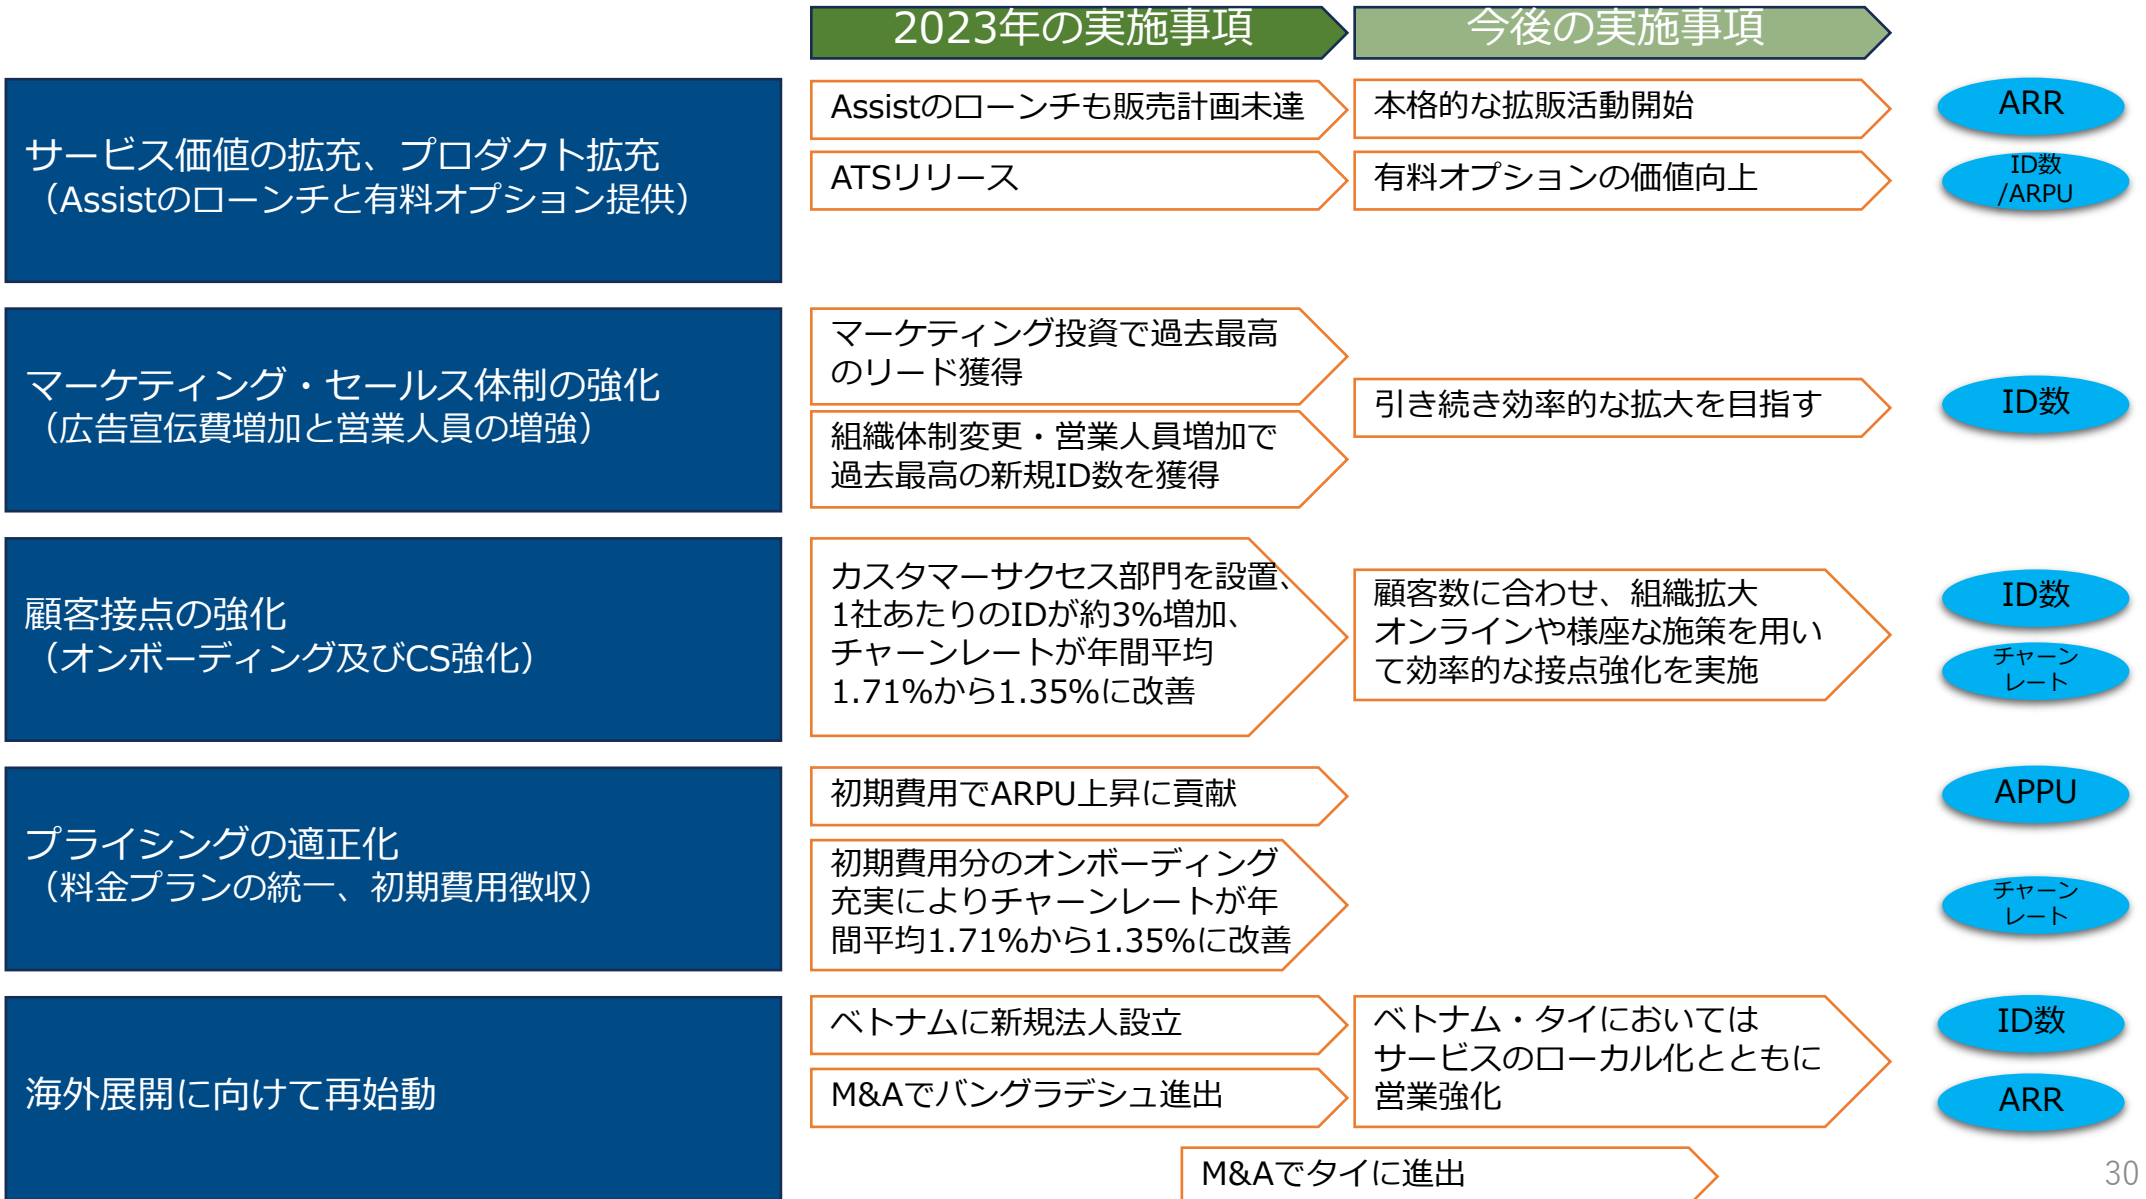 2023年の実施事項
今後の実施事項
サービス価値の拡充、プロダクト拡充
（Assistのローンチと有料オプション提供）
Assistのローンチも販売計画未達
本格的な拡販活動開始
ARR
ATSリリース
有料オプションの価値向上
ID数
/ARPU
マーケティング・セールス体制の強化
（広告宣伝費増加と営業人員の増強）
マーケティング投資で過去最高
のリード獲得
組織体制変更・営業人員増加で
過去最高の新規ID数を獲得
引き続き効率的な拡大を目指す
ID数
顧客接点の強化
（オンボーディング及びCS強化）
カスタマーサクセス部門を設置、
1社あたりのIDが約3%増加、
チャーンレートが年間平均
1.71%から1.35%に改善
顧客数に合わせ、組織拡大
オンラインや様座な施策を用い
て効率的な接点強化を実施
ID数
チャーン
レート
プライシングの適正化
（料金プランの統一、初期費用徴収）
初期費用でARPU上昇に貢献
APPU
初期費用分のオンボーディング
充実によりチャーンレートが年
間平均1.71%から1.35%に改善
チャーン
レート
海外展開に向けて再始動
ベトナムに新規法人設立
M&Aでバングラデシュ進出
ベトナム・タイにおいては
サービスのローカル化とともに
営業強化
ID数
ARR
M&Aでタイに進出
30